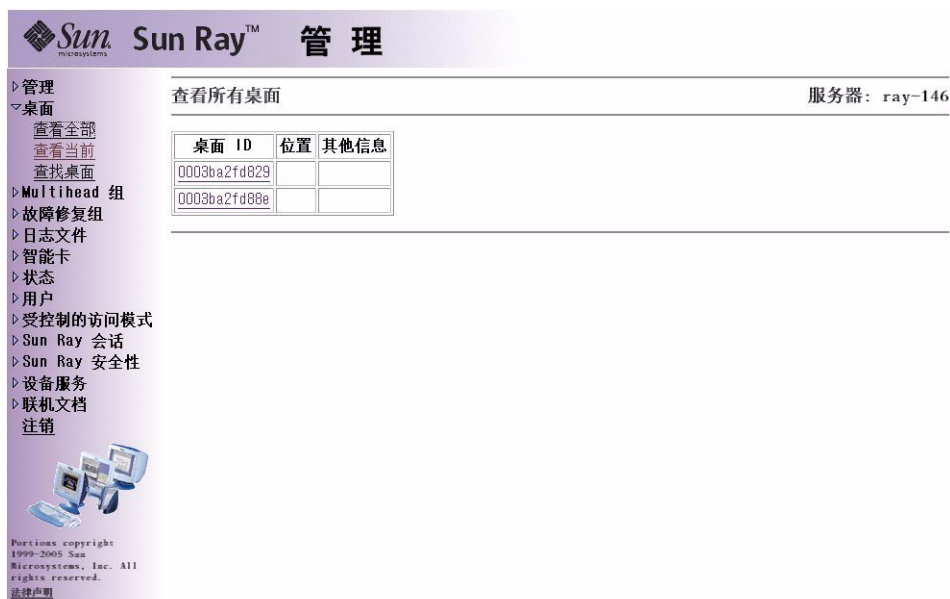 Sun microsystems Sun Ray™ 管 理
管理
桌面
查看全部
查看当前
查找桌面
Multihead 组
故障修复组
日志文件
智能卡
状态
用户
受控制的访问模式
Sun Ray 会话
Sun Ray 安全性
设备服务
联机文档
注销
Portions copyright
1999-2005 Sun
Microsystems, Inc. All
rights reserved.
法律声明
查看所有桌面 服务器: ray-146
桌面 ID 位置 其他信息
0003ba2fd829
0003ba2fd88e